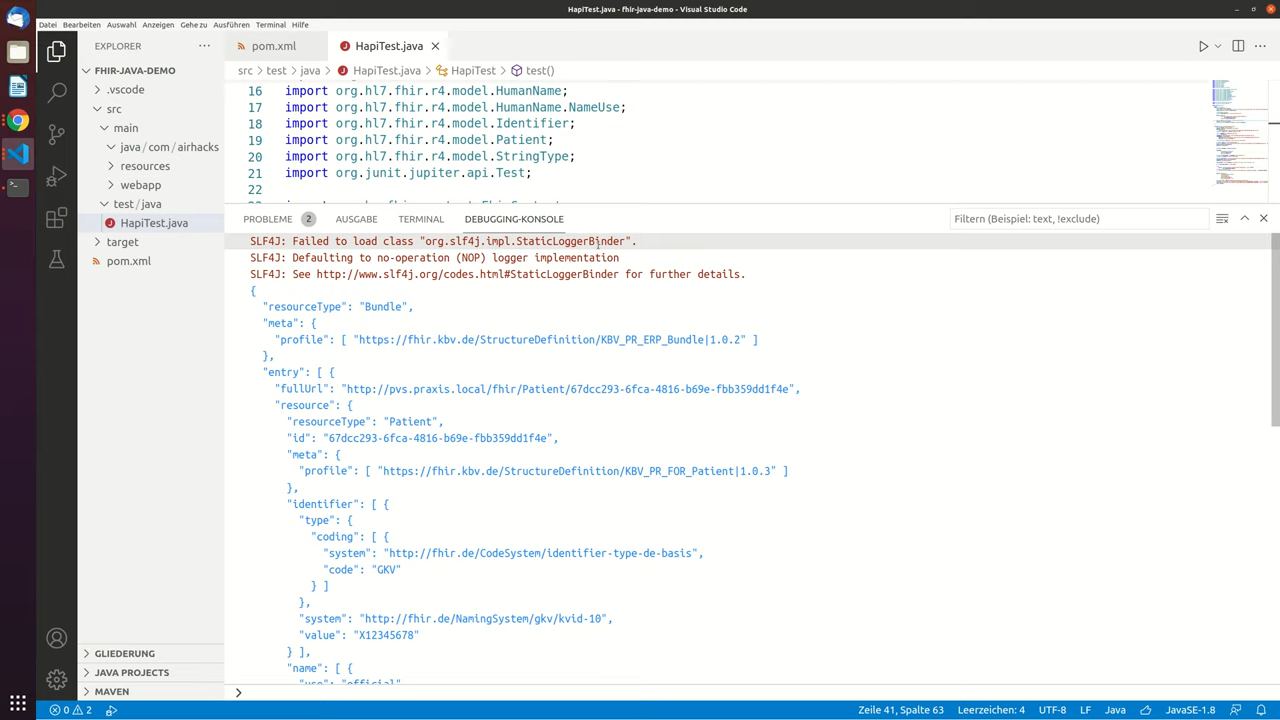 HapiTest.java - fhir-java-demo - Visual Studio Code
Datei Bearbeiten Auswahl Anzeigen Gehe zu Ausführen Terminal Hilfe
EXPLORER
FHIR-JAVA-DEMO
.vscode
src
main
java / com / airhacks
resources
webapp
test / java
HapiTest.java
target
pom.xml
GLIEDERUNG
JAVA PROJECTS
MAVEN
pom.xml
HapiTest.java
src > test > java > HapiTest.java > HapiTest > test()
16 import org.hl7.fhir.r4.model.HumanName;
17 import org.hl7.fhir.r4.model.HumanName.NameUse;
18 import org.hl7.fhir.r4.model.Identifier;
19 import org.hl7.fhir.r4.model.Patient;
20 import org.hl7.fhir.r4.model.StringType;
21 import org.junit.jupiter.api.Test;
22
PROBLEME 2 AUSGABE TERMINAL DEBUGGING-KONSOLE
Filtern (Beispiel: text, !exclude)
SLF4J: Failed to load class "org.slf4j.impl.StaticLoggerBinder".
SLF4J: Defaulting to no-operation (NOP) logger implementation
SLF4J: See http://www.slf4j.org/codes.html#StaticLoggerBinder for further details.
{
"resourceType": "Bundle",
"meta": {
"profile": [ "https://fhir.kbv.de/StructureDefinition/KBV_PR_ERP_Bundle|1.0.2" ]
},
"entry": [ {
"fullUrl": "http://pvs.praxis.local/fhir/Patient/67dcc293-6fca-4816-b69e-fbb359dd1f4e",
"resource": {
"resourceType": "Patient",
"id": "67dcc293-6fca-4816-b69e-fbb359dd1f4e",
"meta": {
"profile": [ "https://fhir.kbv.de/StructureDefinition/KBV_PR_FOR_Patient|1.0.3" ]
},
"identifier": [ {
"type": {
"coding": [ {
"system": "http://fhir.de/CodeSystem/identifier-type-de-basis",
"code": "GKV"
} ]
},
"system": "http://fhir.de/NamingSystem/gkv/kvid-10",
"value": "X12345678"
} ],
"name": [ {
"use": "official",
>
0 2
Zeile 41, Spalte 63 Leerzeichen: 4 UTF-8 LF Java JavaSE-1.8